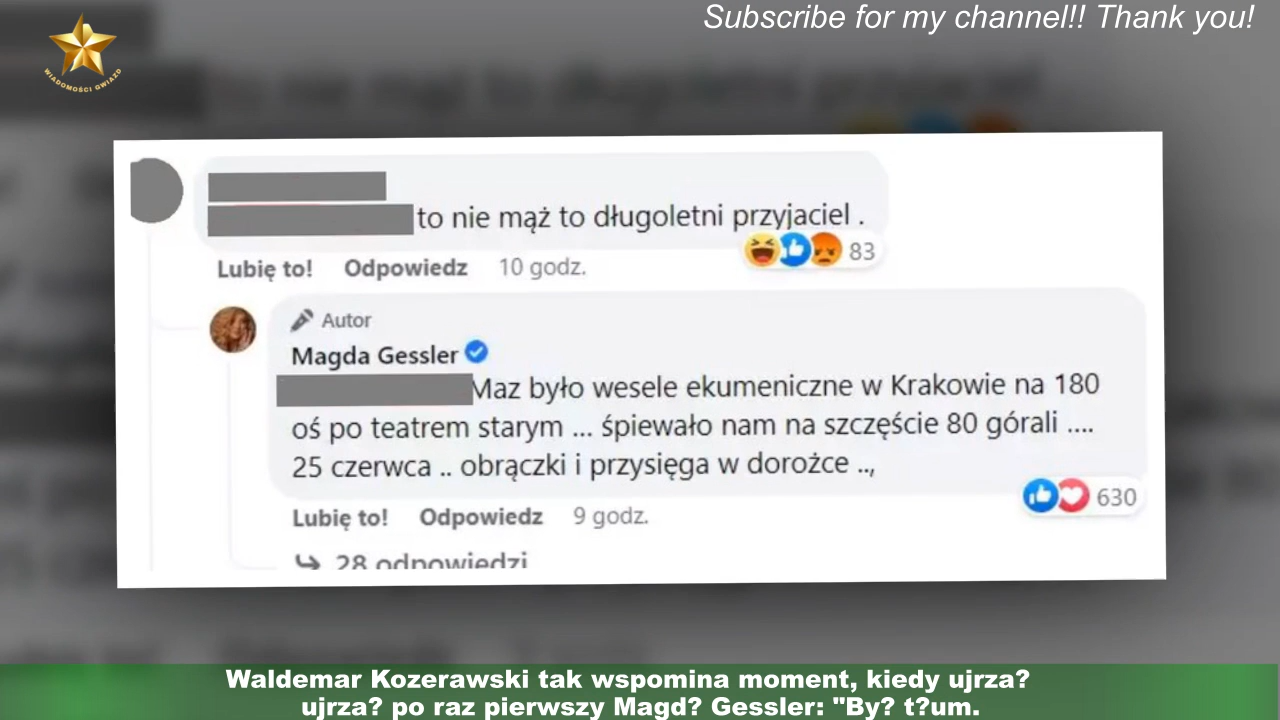 Subscribe for my channel!! Thank you!
WIADOMOŚCI GWIAZD
to nie mąż to długoletni przyjaciel .
83
Lubię to! Odpowiedz 10 godz.
Autor
Magda Gessler
Maz było wesele ekumeniczne w Krakowie na 180
oś po teatrem starym ... śpiewało nam na szczęście 80 górali ....
25 czerwca .. obrączki i przysięga w dorożce ..,
630
Lubię to! Odpowiedz 9 godz.
28 odpowiedzi
Waldemar Kozerawski tak wspomina moment, kiedy ujrza?
ujrza? po raz pierwszy Magd? Gessler: "By? t?um.